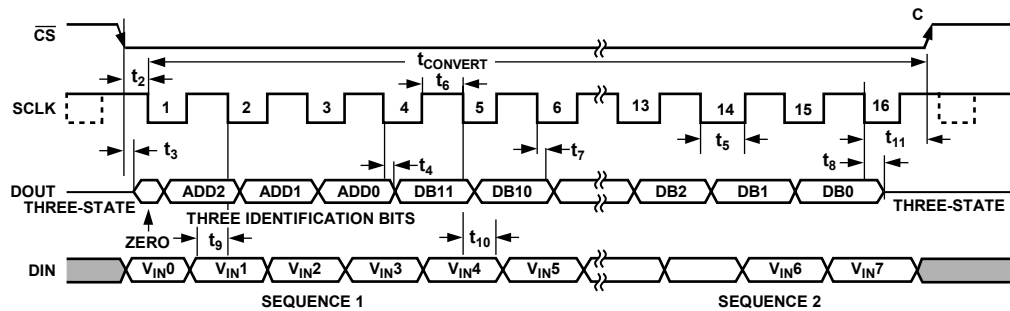 C
CS
tCONVERT
t2
t6
SCLK
1 2 3 4 5 6 13 14 15 16
t3
t4
t7
t5
t11
t8
DOUT
ADD2 ADD1 ADD0 DB11 DB10 DB2 DB1 DB0
THREE-STATE
THREE IDENTIFICATION BITS
THREE-STATE
ZERO
t9
t10
DIN
VIN0 VIN1 VIN2 VIN3 VIN4 VIN5 VIN6 VIN7
SEQUENCE 1
SEQUENCE 2